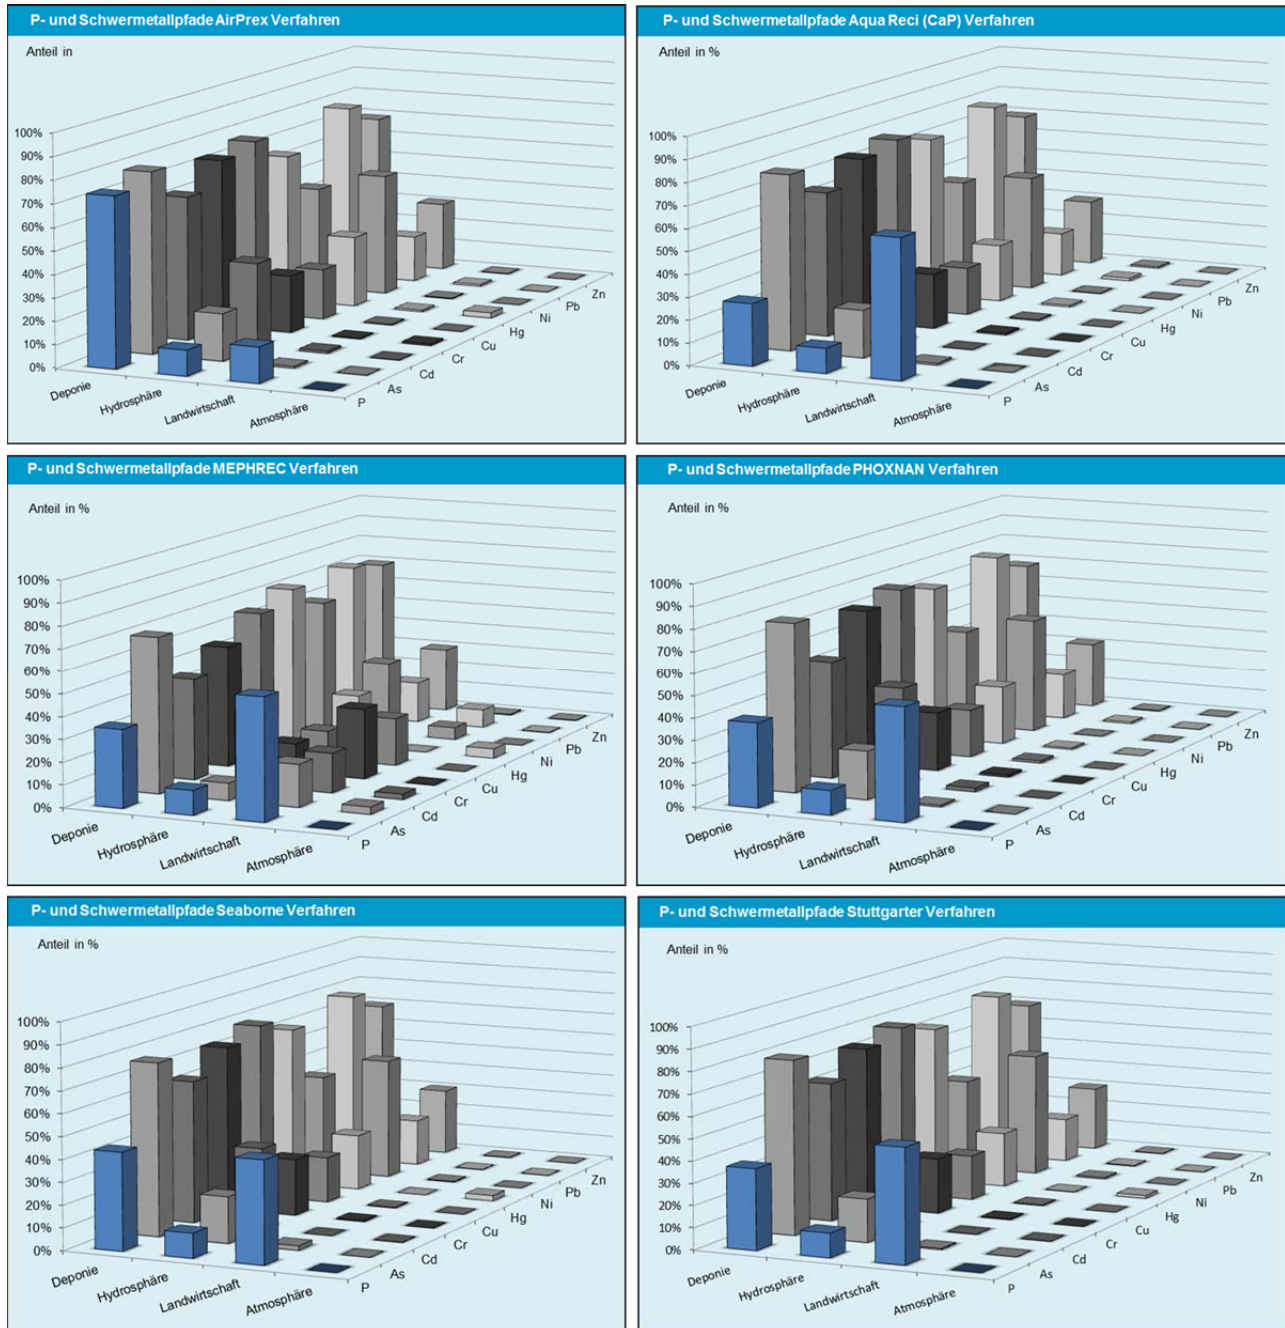 P- und Schwermetallpfade AirPrex Verfahren
Anteil in
100%
90%
80%
70%
60%
50%
40%
30%
20%
10%
0%
Deponie
Hydrosphäre
Landwirtschaft
Atmosphäre
P
As
Cd
Cr
Cu
Hg
Ni
Pb
Zn
P- und Schwermetallpfade Aqua Reci (CaP) Verfahren
Anteil in %
100%
90%
80%
70%
60%
50%
40%
30%
20%
10%
0%
Deponie
Hydrosphäre
Landwirtschaft
Atmosphäre
P
As
Cd
Cr
Cu
Hg
Ni
Pb
Zn
P- und Schwermetallpfade MEPHREC Verfahren
Anteil in %
100%
90%
80%
70%
60%
50%
40%
30%
20%
10%
0%
Deponie
Hydrosphäre
Landwirtschaft
Atmosphäre
P
As
Cd
Cr
Cu
Hg
Ni
Pb
Zn
P- und Schwermetallpfade PHOXNAN Verfahren
Anteil in %
100%
90%
80%
70%
60%
50%
40%
30%
20%
10%
0%
Deponie
Hydrosphäre
Landwirtschaft
Atmosphäre
P
As
Cd
Cr
Cu
Hg
Ni
Pb
Zn
P- und Schwermetallpfade Seaborne Verfahren
Anteil in %
100%
90%
80%
70%
60%
50%
40%
30%
20%
10%
0%
Deponie
Hydrosphäre
Landwirtschaft
Atmosphäre
P
As
Cd
Cr
Cu
Hg
Ni
Pb
Zn
P- und Schwermetallpfade Stuttgarter Verfahren
Anteil in %
100%
90%
80%
70%
60%
50%
40%
30%
20%
10%
0%
Deponie
Hydrosphäre
Landwirtschaft
Atmosphäre
P
As
Cd
Cr
Cu
Hg
Ni
Pb
Zn